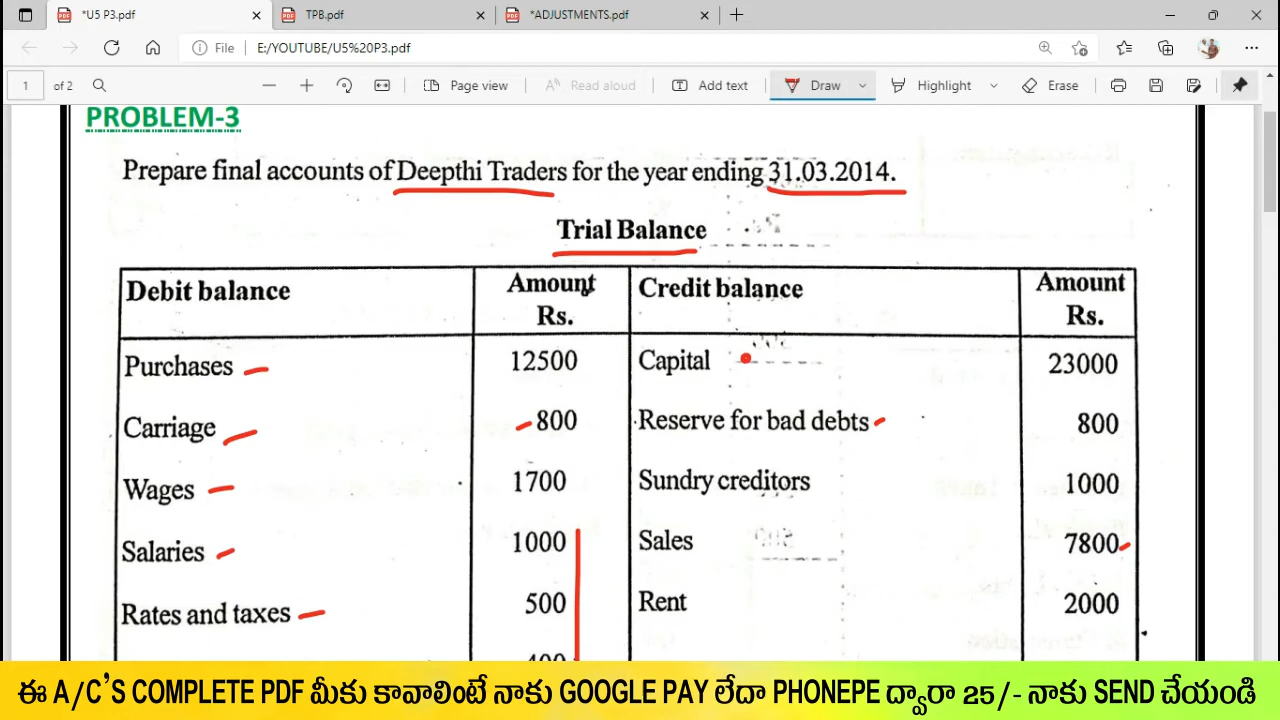 *U5 P3.pdf
TPB.pdf
*ADJUSTMENTS.pdf
File E:/YOUTUBE/U5%20P3.pdf
1 of 2 Page view Read aloud Add text Draw Highlight Erase
PROBLEM-3
Prepare final accounts of Deepthi Traders for the year ending 31.03.2014.
Trial Balance
Debit balance Amount Rs. Credit balance Amount Rs.
Purchases 12500 Capital 23000
Carriage 800 Reserve for bad debts 800
Wages 1700 Sundry creditors 1000
Salaries 1000 Sales 7800
Rates and taxes 500 Rent 2000
ఈ A/C'S COMPLETE PDF మీకు కావాలింటే నాకు GOOGLE PAY లేదా PHONEPE ద్వారా 25/- నాకు SEND చేయండి